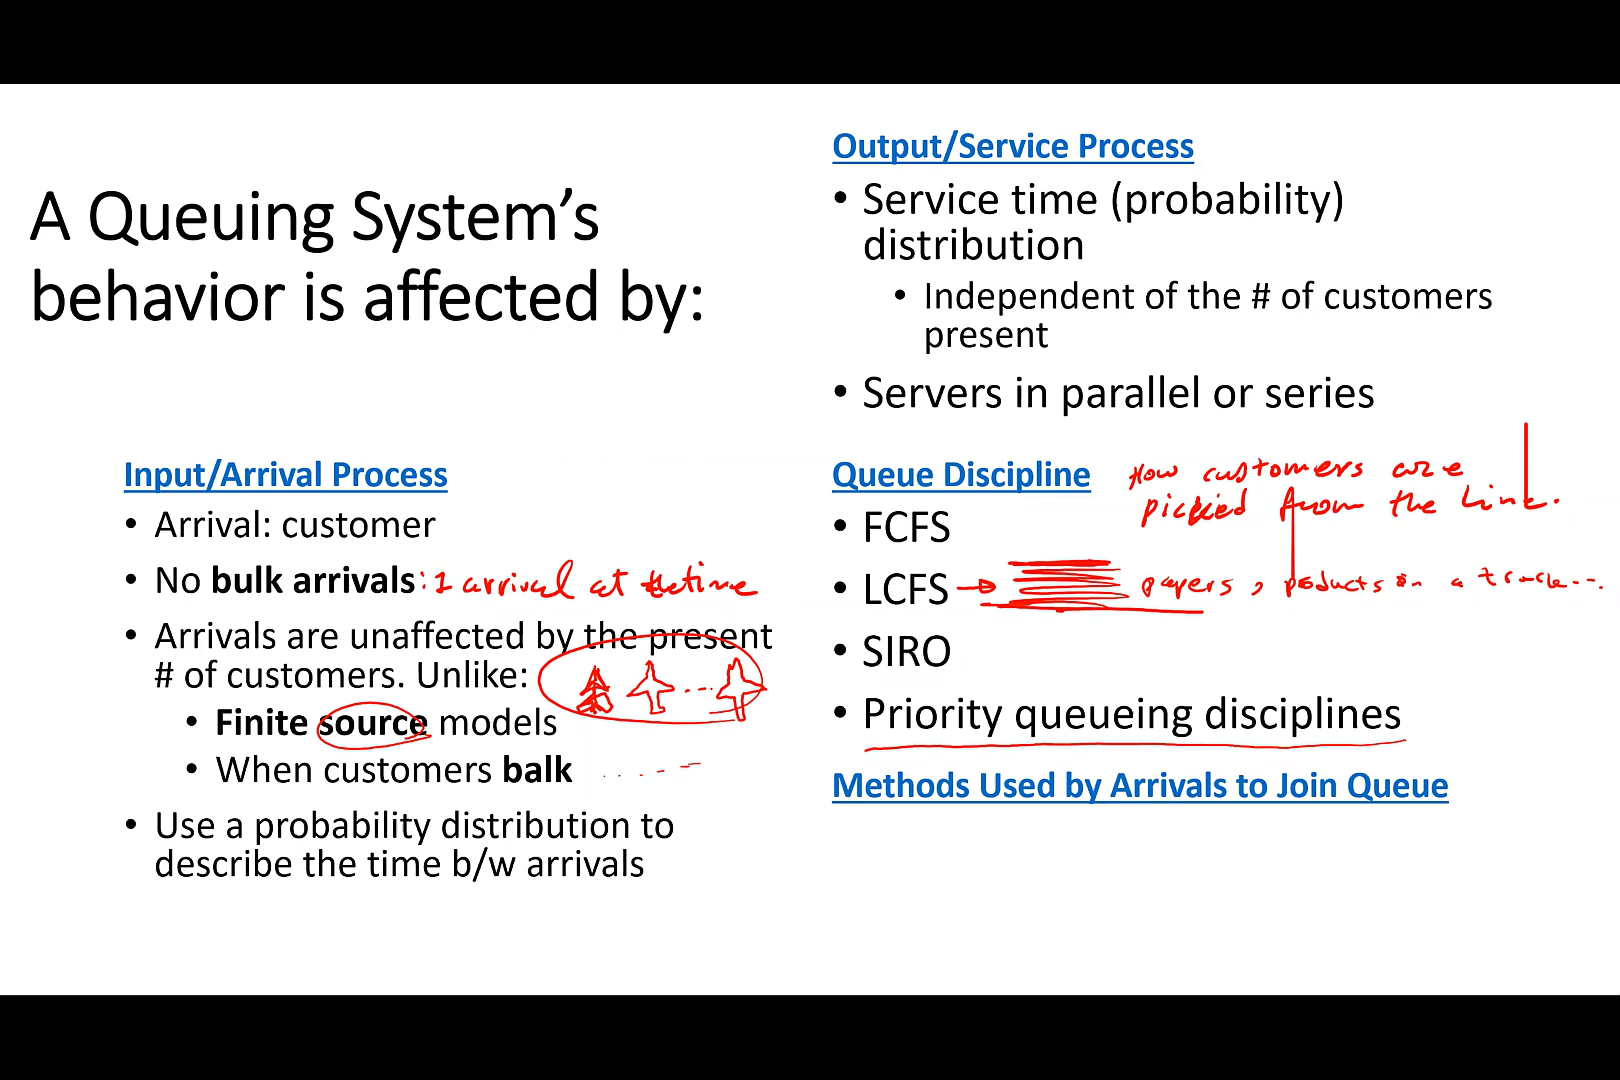 A Queuing System's
behavior is affected by:
Input/Arrival Process
• Arrival: customer
• No bulk arrivals: 1 arrival at the time
• Arrivals are unaffected by the present
# of customers. Unlike:
• Finite source models
• When customers balk
• Use a probability distribution to
describe the time b/w arrivals
Output/Service Process
• Service time (probability)
distribution
• Independent of the # of customers
present
• Servers in parallel or series
Queue Discipline How customers are
picked from the line.
• FCFS
• LCFS → papers, products on a truck...
• SIRO
• Priority queueing disciplines
Methods Used by Arrivals to Join Queue